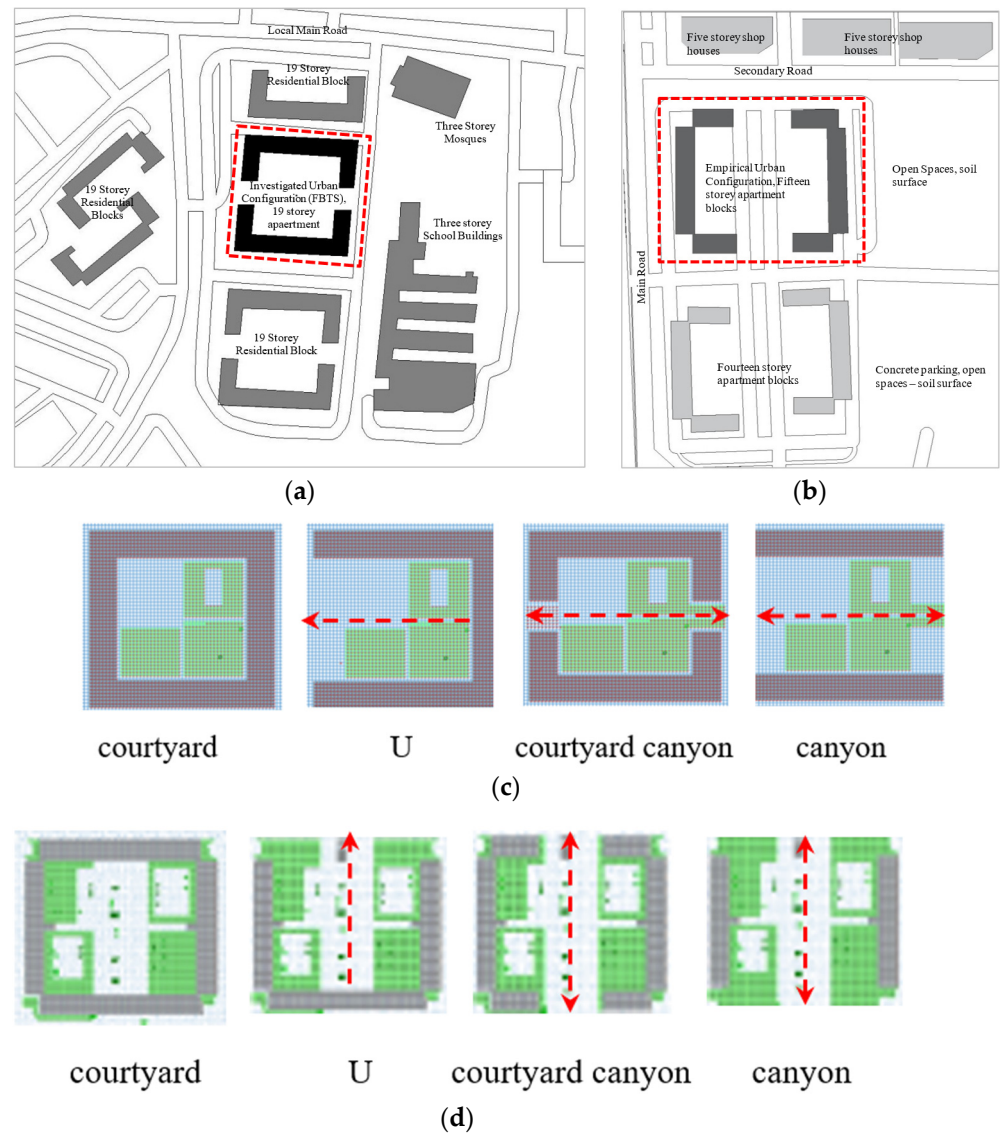 Local Main Road
19 Storey
Residential Block
Three Storey
Mosques
19 Storey
Residential
Blocks
Investigated Urban
Configuration (FBTS),
19 storey
apaertment
Three storey
School Buildings
19 Storey
Residential Block
(a)
Five storey shop
houses
Five storey shop
houses
Secondary Road
Empirical Urban
Configuration, Fifteen
storey apartment
blocks
Open Spaces, soil
surface
Main Road
Fourteen storey
apartment blocks
Concrete parking, open
spaces – soil surface
(b)
courtyard
U
courtyard canyon
canyon
(c)
courtyard
U
courtyard canyon
canyon
(d)